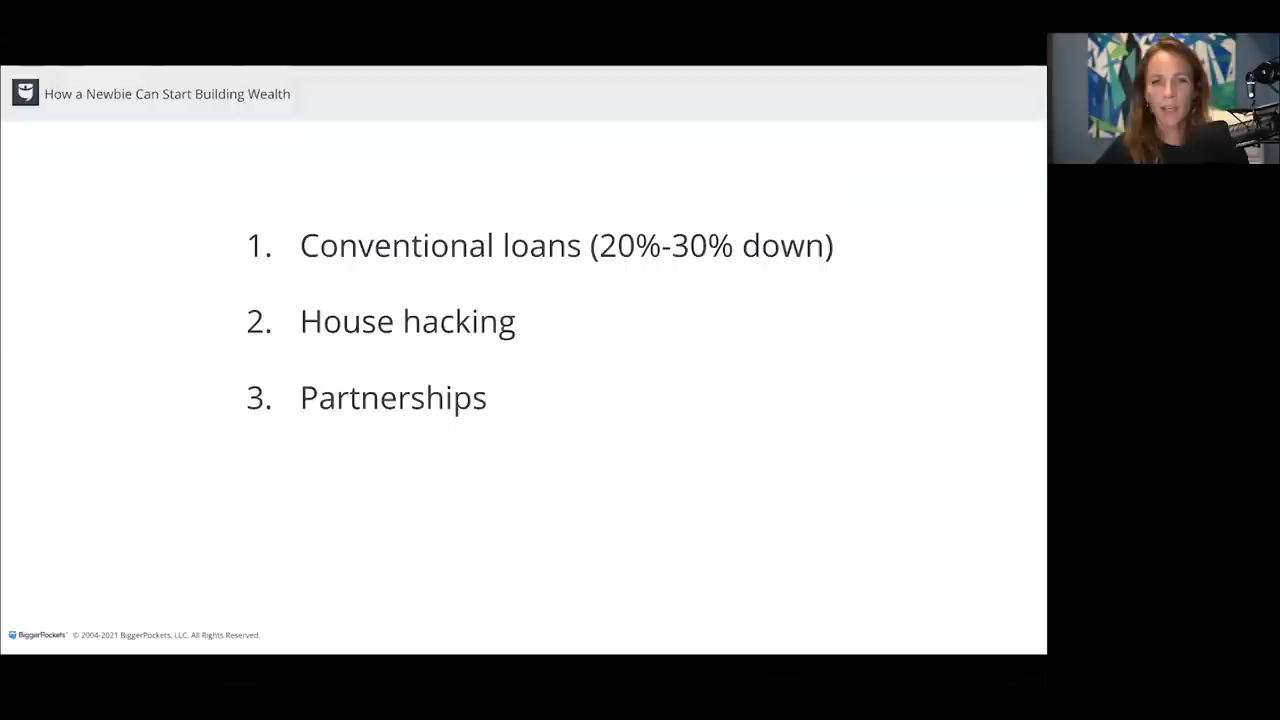 How a Newbie Can Start Building Wealth
1. Conventional loans (20%-30% down)
2. House hacking
3. Partnerships
BiggerPockets © 2004-2021 BiggerPockets, LLC. All Rights Reserved.